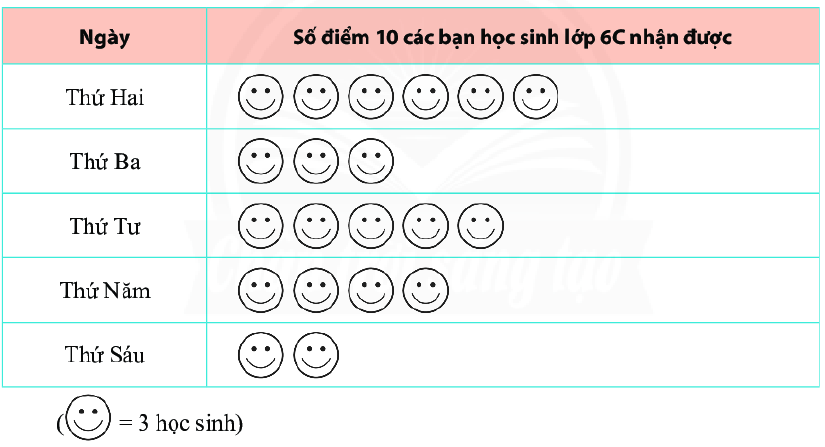 Ngày
Số điểm 10 các bạn học sinh lớp 6C nhận được
Thứ Hai
Thứ Ba
Thứ Tư
Thứ Năm
Thứ Sáu
( = 3 học sinh)